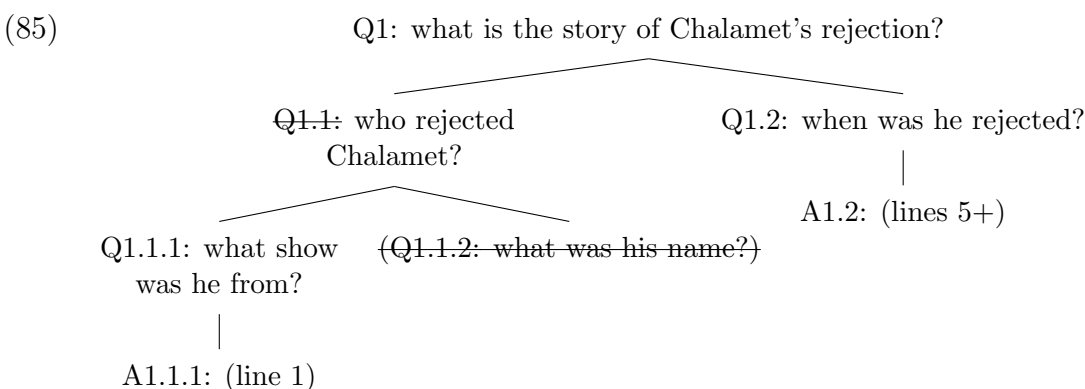 (85)
Q1: what is the story of Chalamet's rejection?
Q1.1: who rejected
Chalamet?
Q1.2: when was he rejected?
A1.2: (lines 5+)
Q1.1.1: what show
was he from?
(Q1.1.2: what was his name?)
A1.1.1: (line 1)